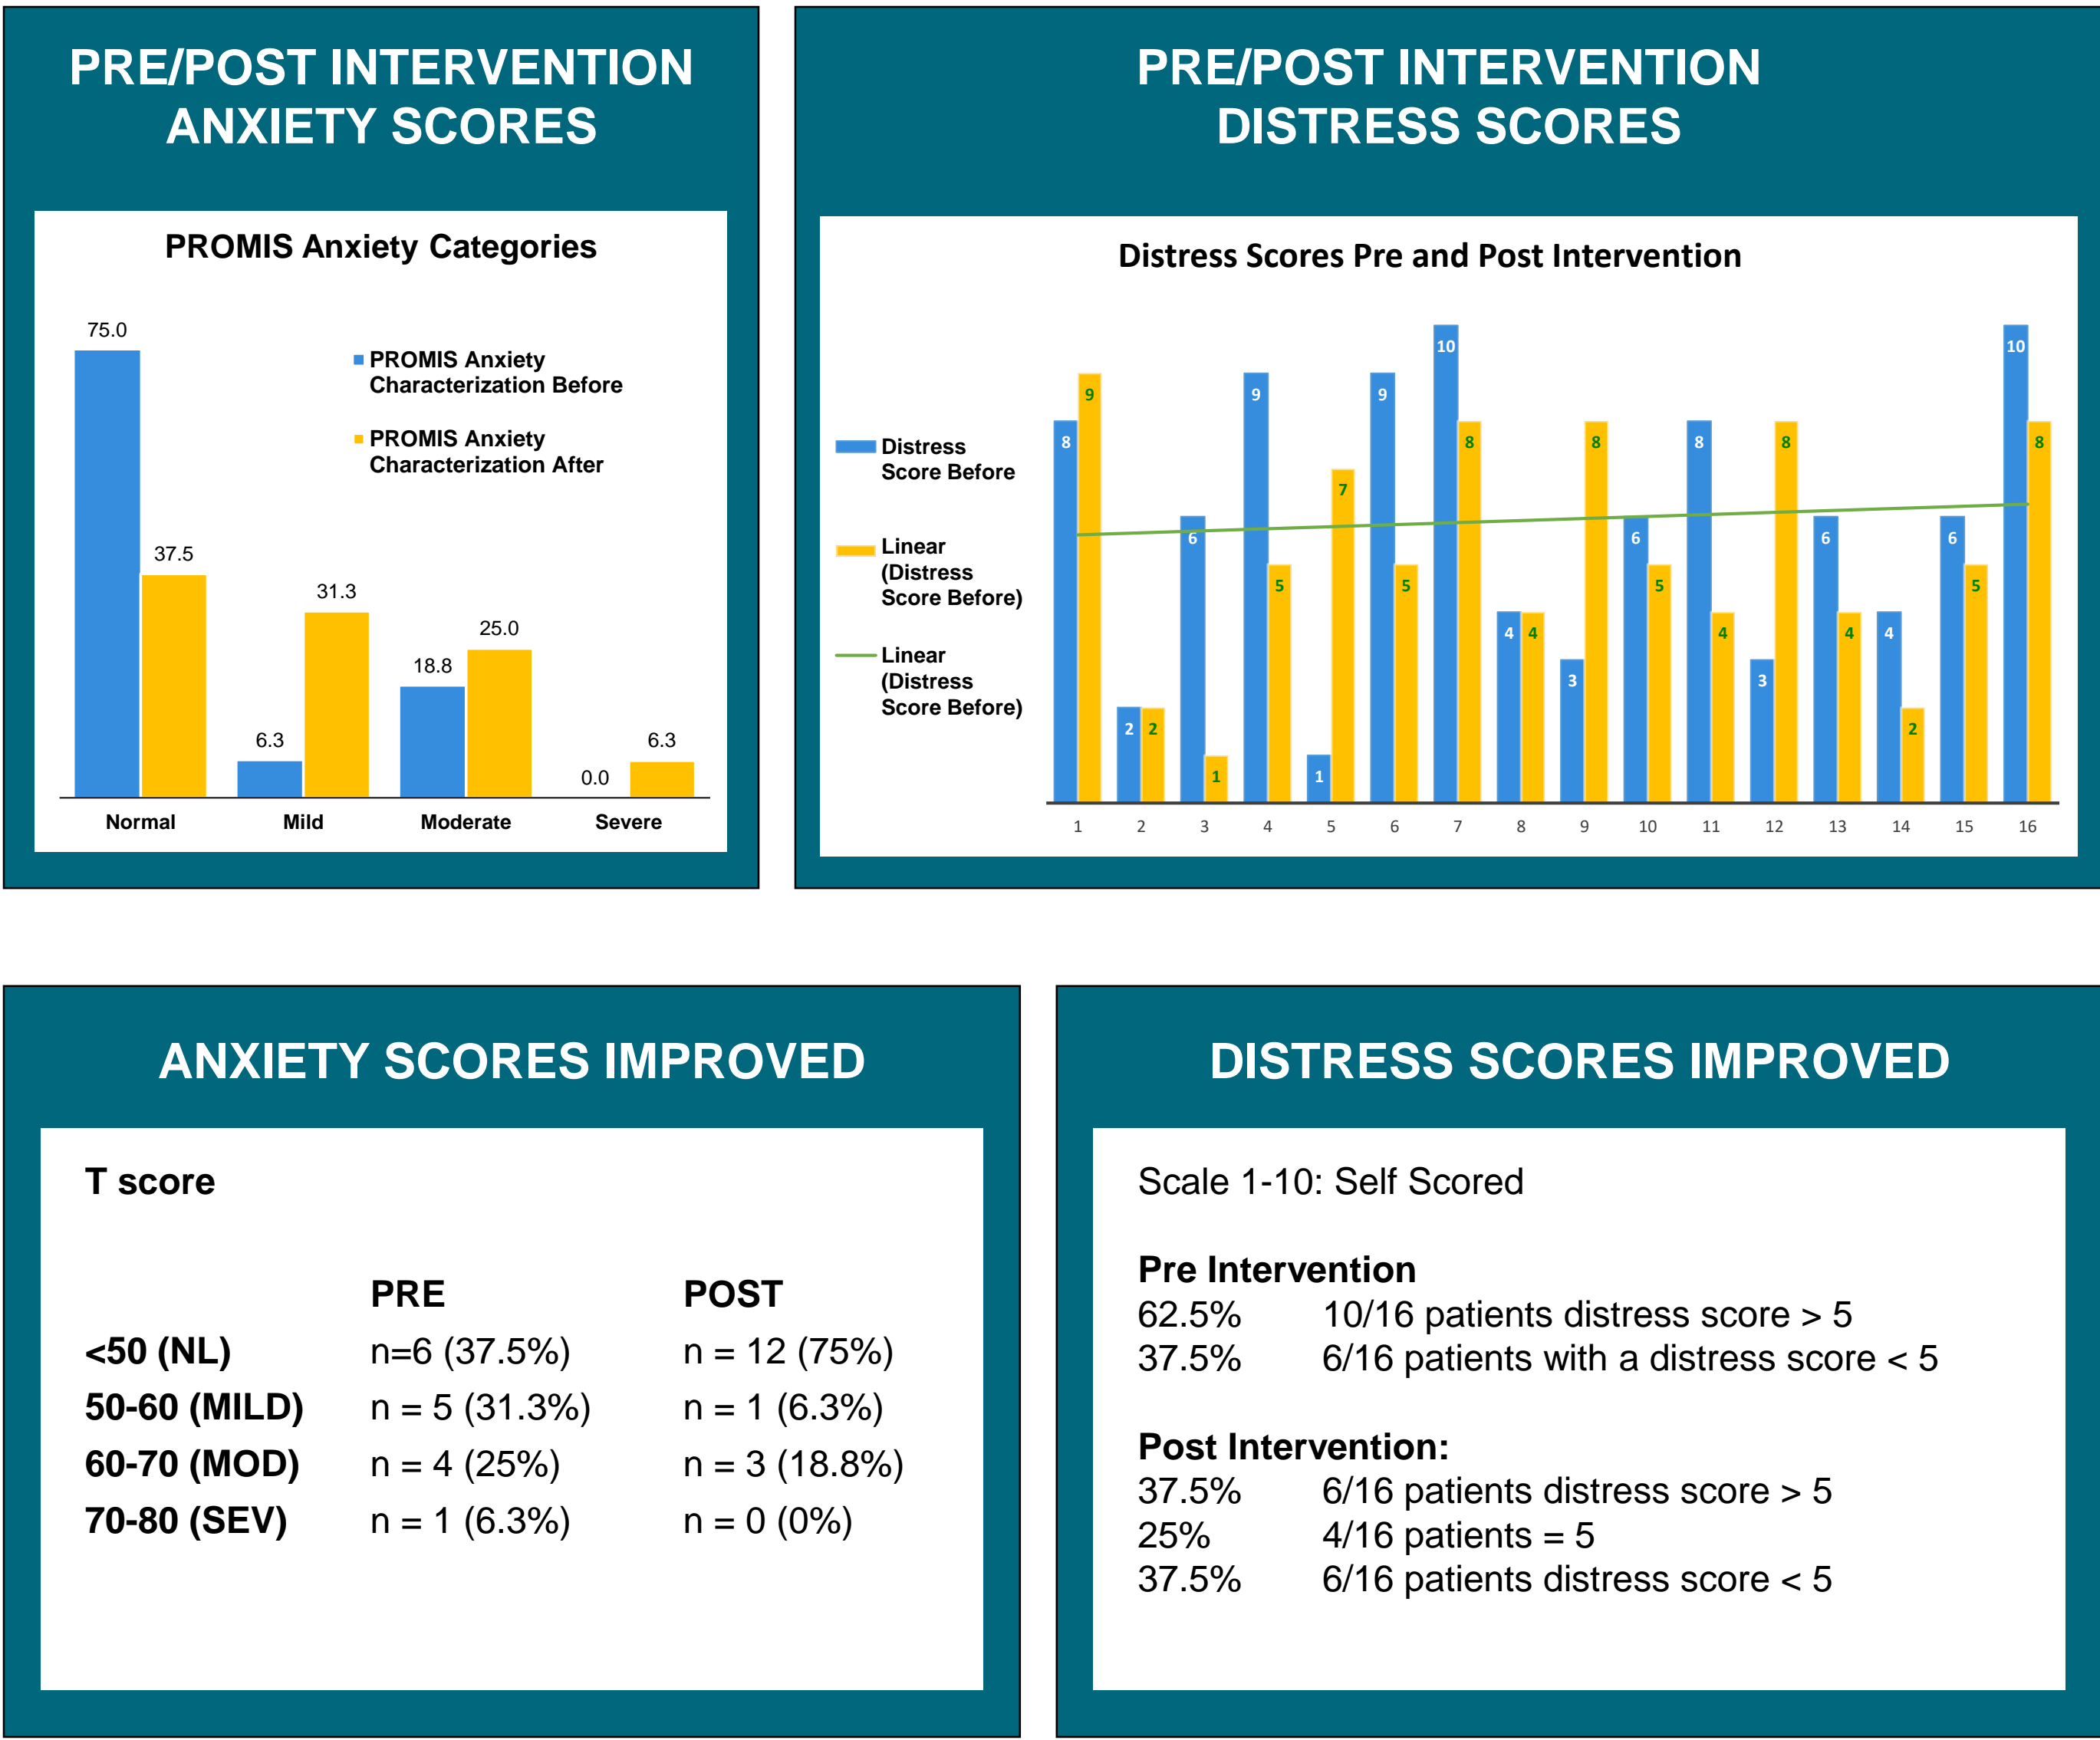 PRE/POST INTERVENTION
ANXIETY SCORES
PROMIS Anxiety Categories
75.0
37.5
6.3
31.3
18.8
25.0
0.0
6.3
PROMIS Anxiety
Characterization Before
PROMIS Anxiety
Characterization After
Normal Mild Moderate Severe
PRE/POST INTERVENTION
DISTRESS SCORES
Distress Scores Pre and Post Intervention
Distress
Score Before
Linear
(Distress
Score Before)
Linear
(Distress
Score Before)
8 9
2 2
6 1
9 5
1 7
9 5
10 8
4 4
3 8
6 5
8 4
3 8
6 4
4 2
6 5
10 8
1 2 3 4 5 6 7 8 9 10 11 12 13 14 15 16
ANXIETY SCORES IMPROVED
T score
PRE POST
<50 (NL) n=6 (37.5%) n = 12 (75%)
50-60 (MILD) n = 5 (31.3%) n = 1 (6.3%)
60-70 (MOD) n = 4 (25%) n = 3 (18.8%)
70-80 (SEV) n = 1 (6.3%) n = 0 (0%)
DISTRESS SCORES IMPROVED
Scale 1-10: Self Scored
Pre Intervention
62.5% 10/16 patients distress score > 5
37.5% 6/16 patients with a distress score < 5
Post Intervention:
37.5% 6/16 patients distress score > 5
25% 4/16 patients = 5
37.5% 6/16 patients distress score < 5